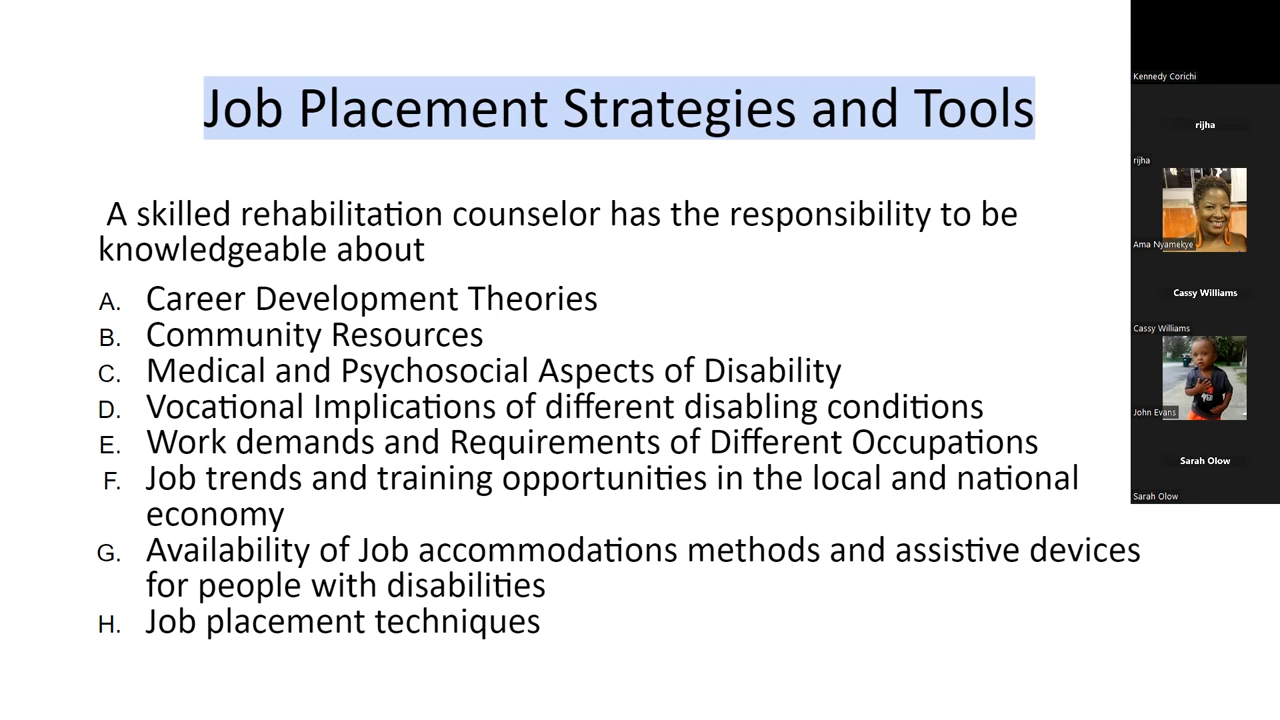 Job Placement Strategies and Tools
A skilled rehabilitation counselor has the responsibility to be
knowledgeable about
A. Career Development Theories
B. Community Resources
C. Medical and Psychosocial Aspects of Disability
D. Vocational Implications of different disabling conditions
E. Work demands and Requirements of Different Occupations
F. Job trends and training opportunities in the local and national
economy
G. Availability of Job accommodations methods and assistive devices
for people with disabilities
H. Job placement techniques
Kennedy Corichi
rijha
rijha
Ama Nyamekye
Cassy Williams
Cassy Williams
John Evans
Sarah Olow
Sarah Olow